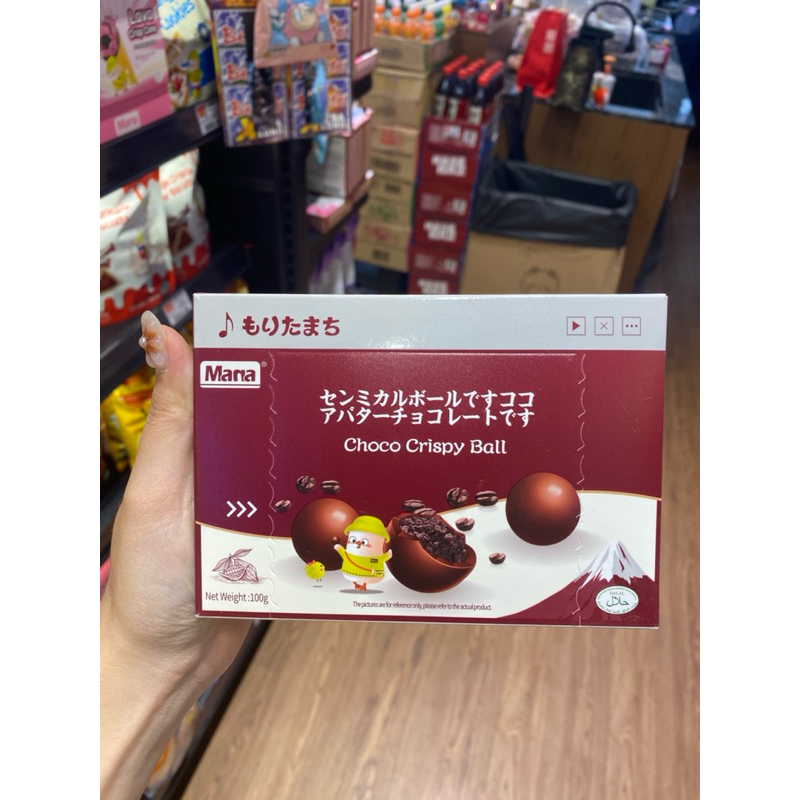 もりたまち
Mana
センミカルボールですココ
アバターチョコレートです
Choco Crispy Ball
Net Weight :100g
The pictures are for reference only, please refer to the actual product.
HALAL
حلال
Mana